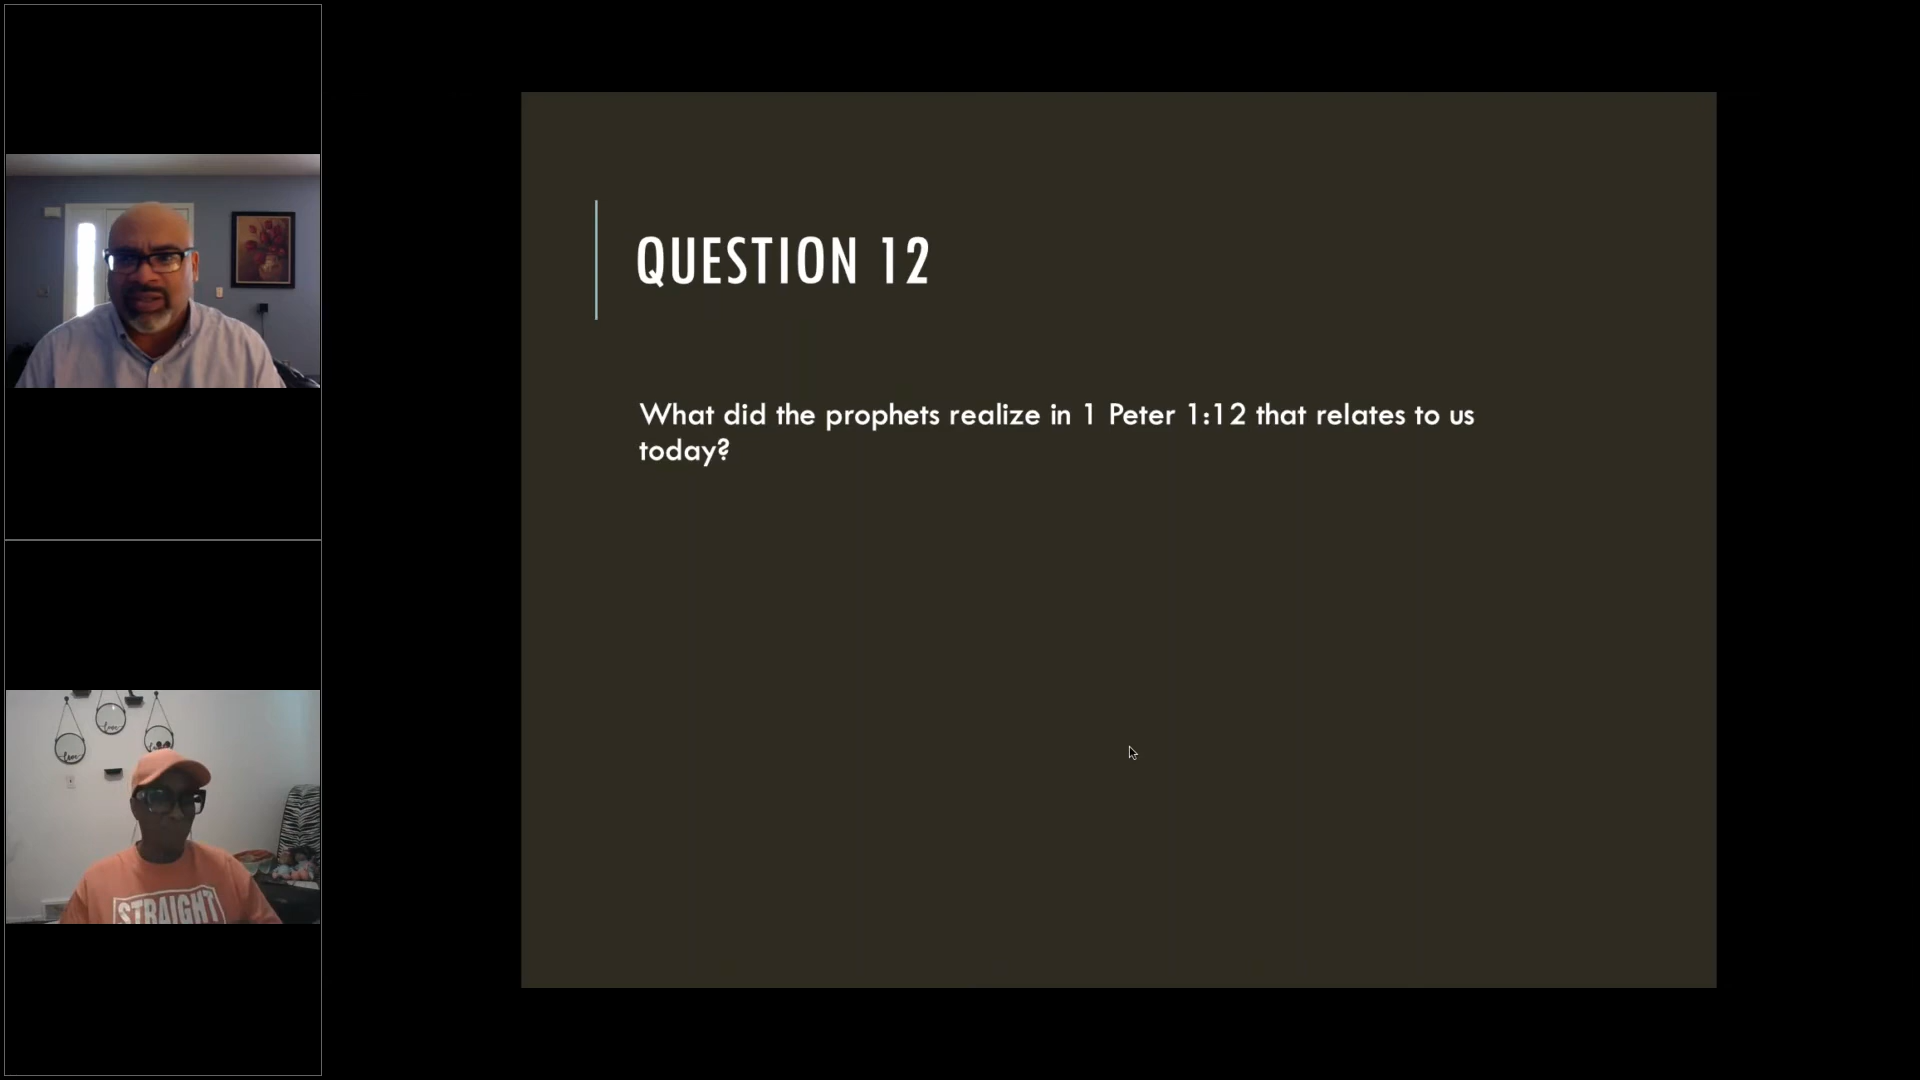 QUESTION 12
What did the prophets realize in 1 Peter 1:12 that relates to us
today?
STRAIGHT